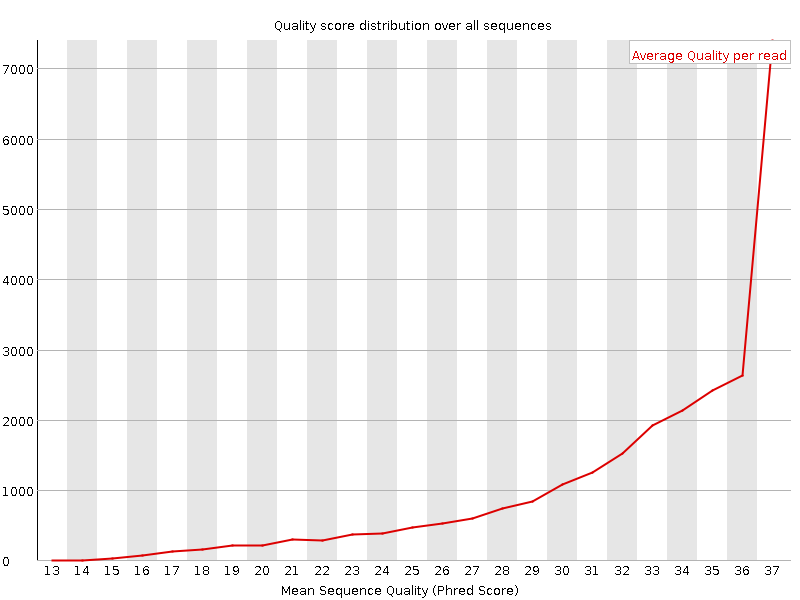 Quality score distribution over all sequences
Average Quality per read
7000
6000
5000
4000
3000
2000
1000
0
13 14 15 16 17 18 19 20 21 22 23 24 25 26 27 28 29 30 31 32 33 34 35 36 37
Mean Sequence Quality (Phred Score)